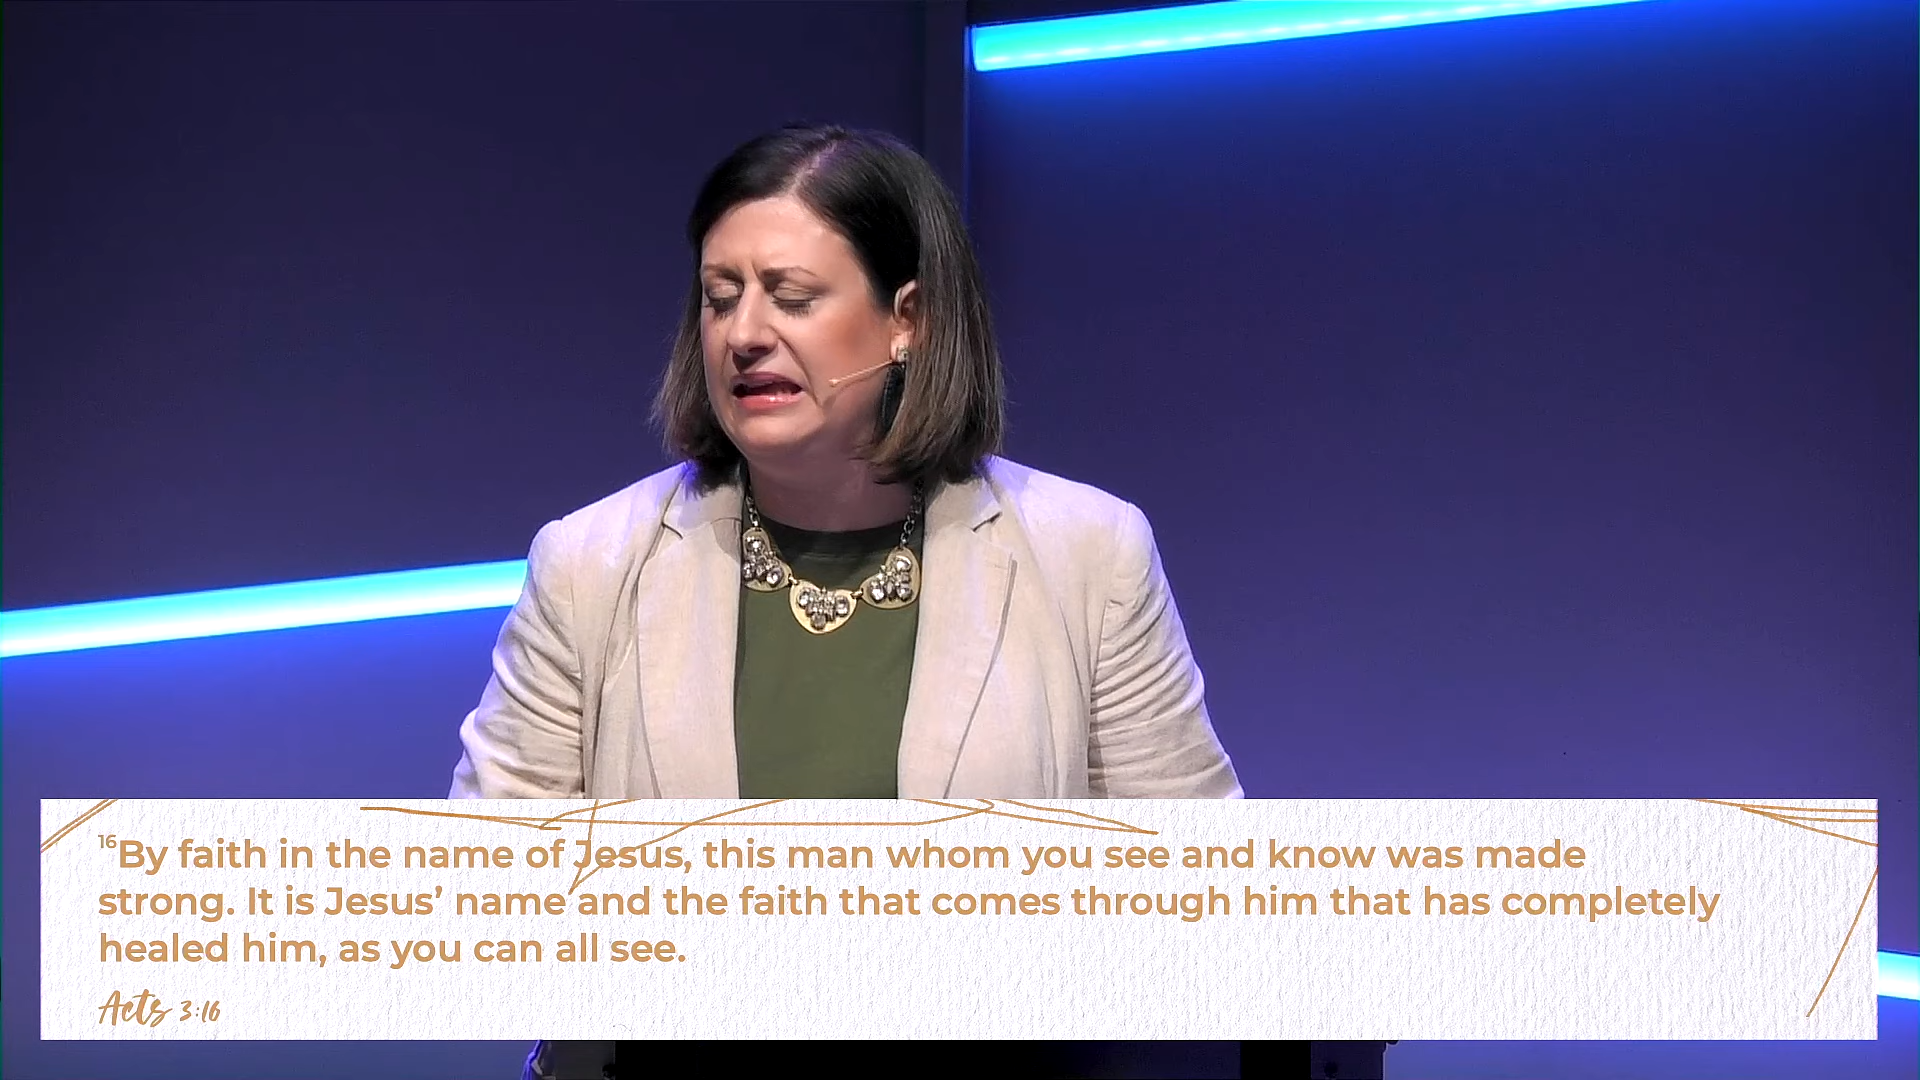 ¹⁶By faith in the name of Jesus, this man whom you see and know was made
strong. It is Jesus’ name and the faith that comes through him that has completely
healed him, as you can all see.
Acts 3:16